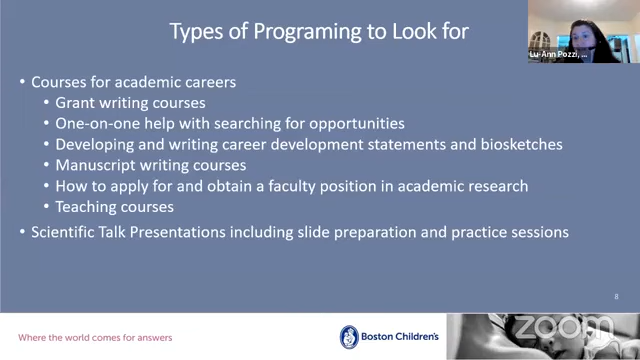 Types of Programing to Look for
Lu-Ann Pozzi, ...
• Courses for academic careers
• Grant writing courses
• One-on-one help with searching for opportunities
• Developing and writing career development statements and biosketches
• Manuscript writing courses
• How to apply for and obtain a faculty position in academic research
• Teaching courses
• Scientific Talk Presentations including slide preparation and practice sessions
8
Where the world comes for answers
Boston Children's
zoom